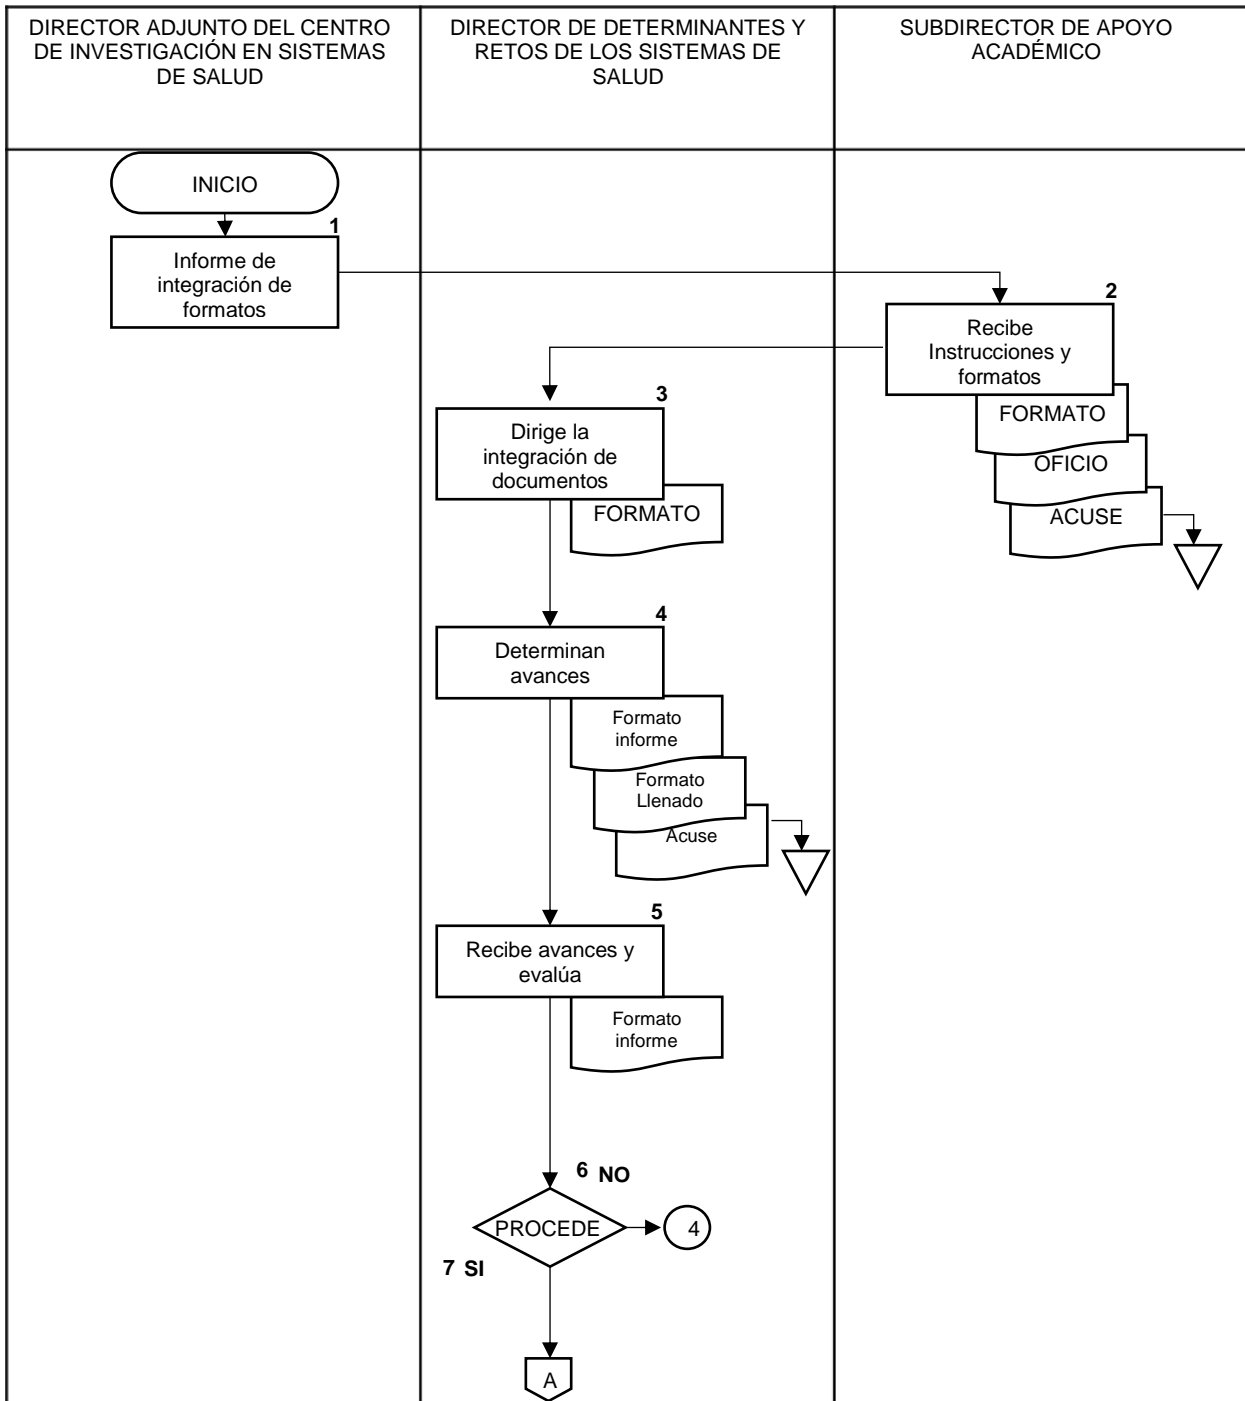 DIRECTOR ADJUNTO DEL CENTRO
DE INVESTIGACIÓN EN SISTEMAS
DE SALUD
DIRECTOR DE DETERMINANTES Y
RETOS DE LOS SISTEMAS DE
SALUD
SUBDIRECTOR DE APOYO
ACADÉMICO
INICIO
1
Informe de
integración de
formatos
2
Recibe
Instrucciones y
formatos
FORMATO
OFICIO
ACUSE
3
Dirige la
integración de
documentos
FORMATO
4
Determinan
avances
Formato
informe
Formato
Llenado
Acuse
5
Recibe avances y
evalúa
Formato
informe
6 NO
PROCEDE
4
7 SI
A